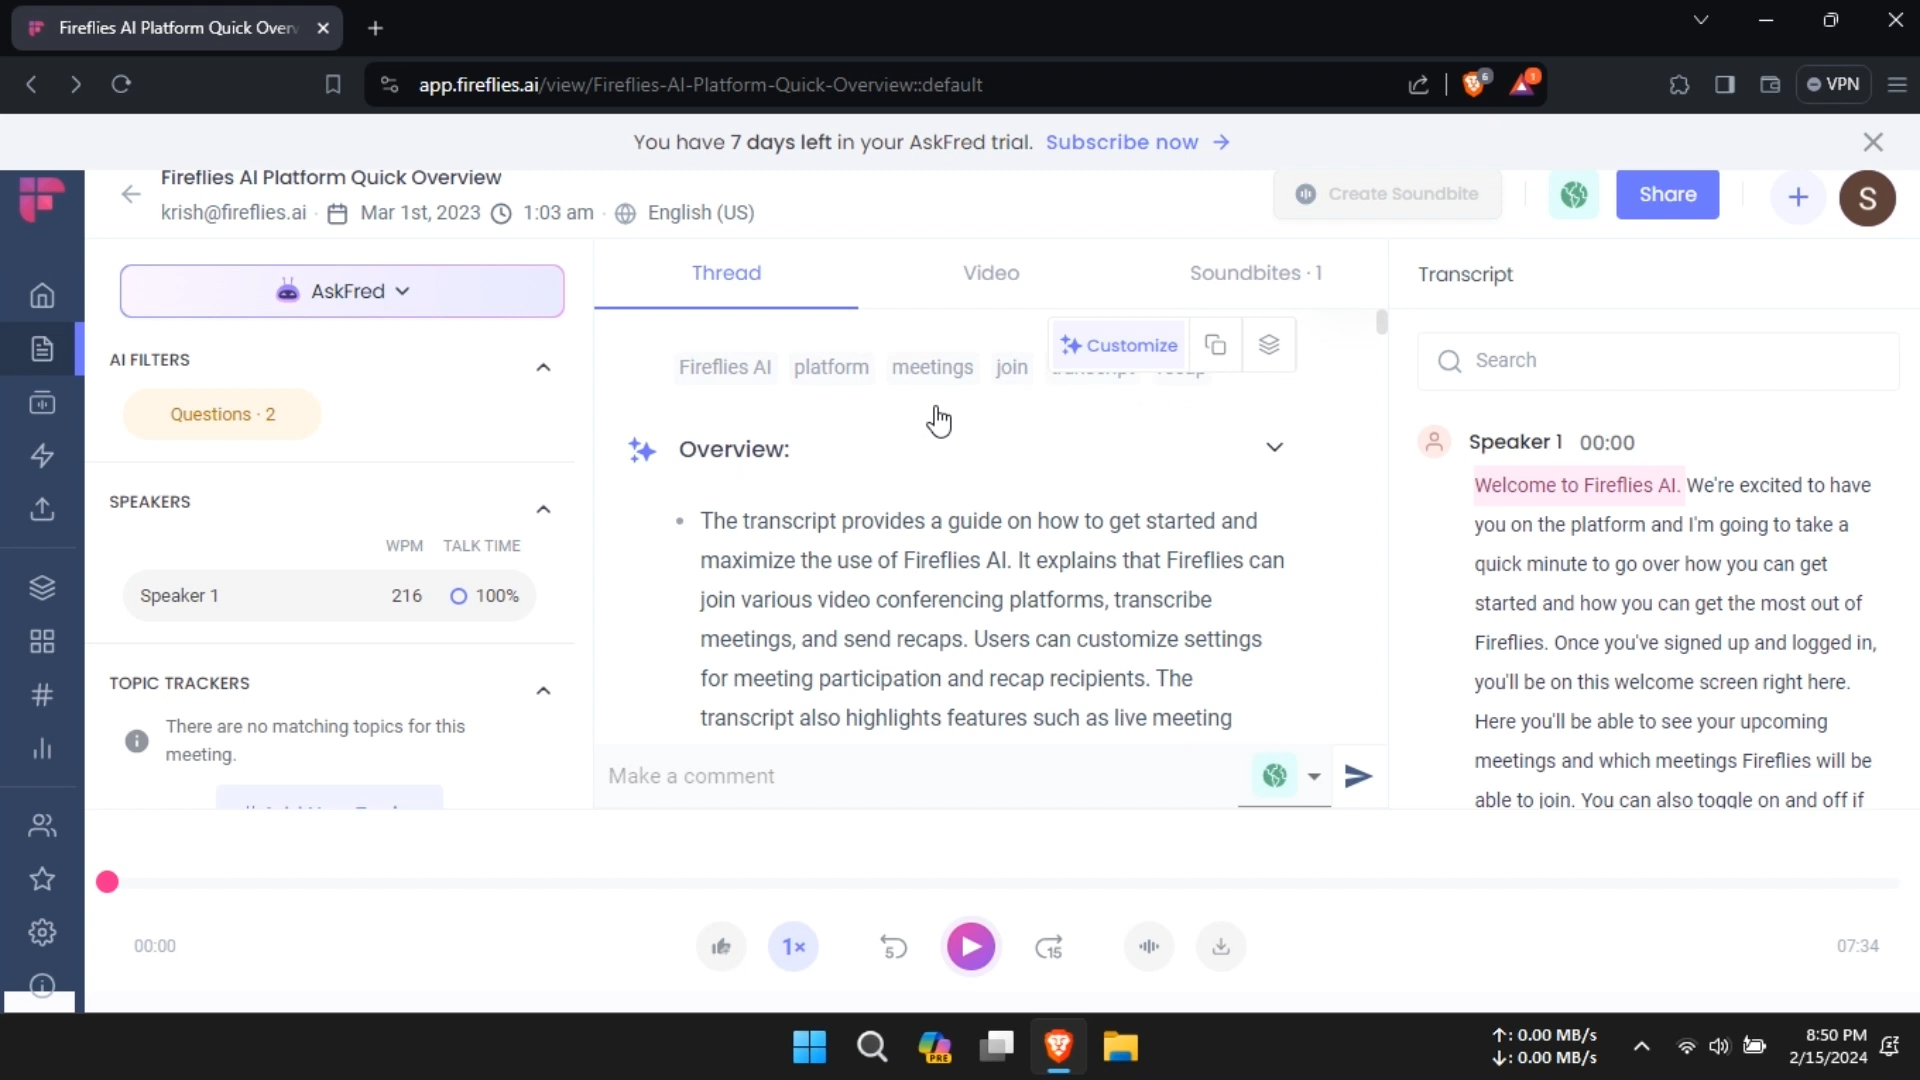 Fireflies AI Platform Quick Over
app.fireflies.ai/view/Fireflies-AI-Platform-Quick-Overview::default
6
1
VPN
You have 7 days left in your AskFred trial. Subscribe now →
Fireflies AI Platform Quick Overview
krish@fireflies.ai · Mar 1st, 2023 1:03 am · English (US)
Create Soundbite
Share
S
AskFred
AI FILTERS
Questions · 2
SPEAKERS
WPM TALK TIME
Speaker 1 216 100%
TOPIC TRACKERS
There are no matching topics for this
meeting.
Thread Video Soundbites · 1
Customize
Fireflies AI platform meetings join
Overview:
• The transcript provides a guide on how to get started and
maximize the use of Fireflies AI. It explains that Fireflies can
join various video conferencing platforms, transcribe
meetings, and send recaps. Users can customize settings
for meeting participation and recap recipients. The
transcript also highlights features such as live meeting
Make a comment
Transcript
Search
Speaker 1 00:00
Welcome to Fireflies AI. We're excited to have
you on the platform and I'm going to take a
quick minute to go over how you can get
started and how you can get the most out of
Fireflies. Once you've signed up and logged in,
you'll be on this welcome screen right here.
Here you'll be able to see your upcoming
meetings and which meetings Fireflies will be
able to join. You can also toggle on and off if
00:00
1×
5
15
07:34
PRE
↑: 0.00 MB/s
↓: 0.00 MB/s
8:50 PM
2/15/2024